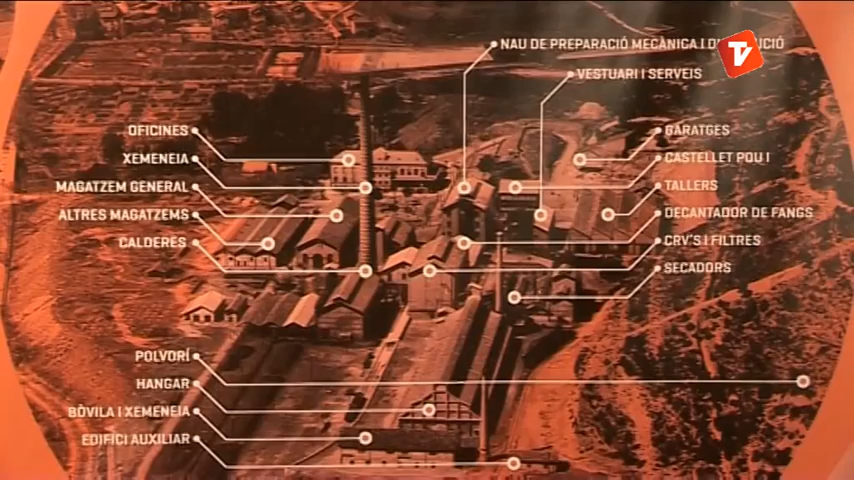 NAU DE PREPARACIÓ MECÀNICA I
TV
VESTUARI I SERVEIS
OFICINES
XEMENEIA
MAGATZEM GENERAL
ALTRES MAGATZEMS
CALDERES
GARATGES
CASTELLET POU I
TALLERS
DECANTADOR DE FANGS
CRV'S I FILTRES
SECADORS
POLVORÍ
HANGAR
BÒVILA I XEMENEIA
EDIFICI AUXILIAR